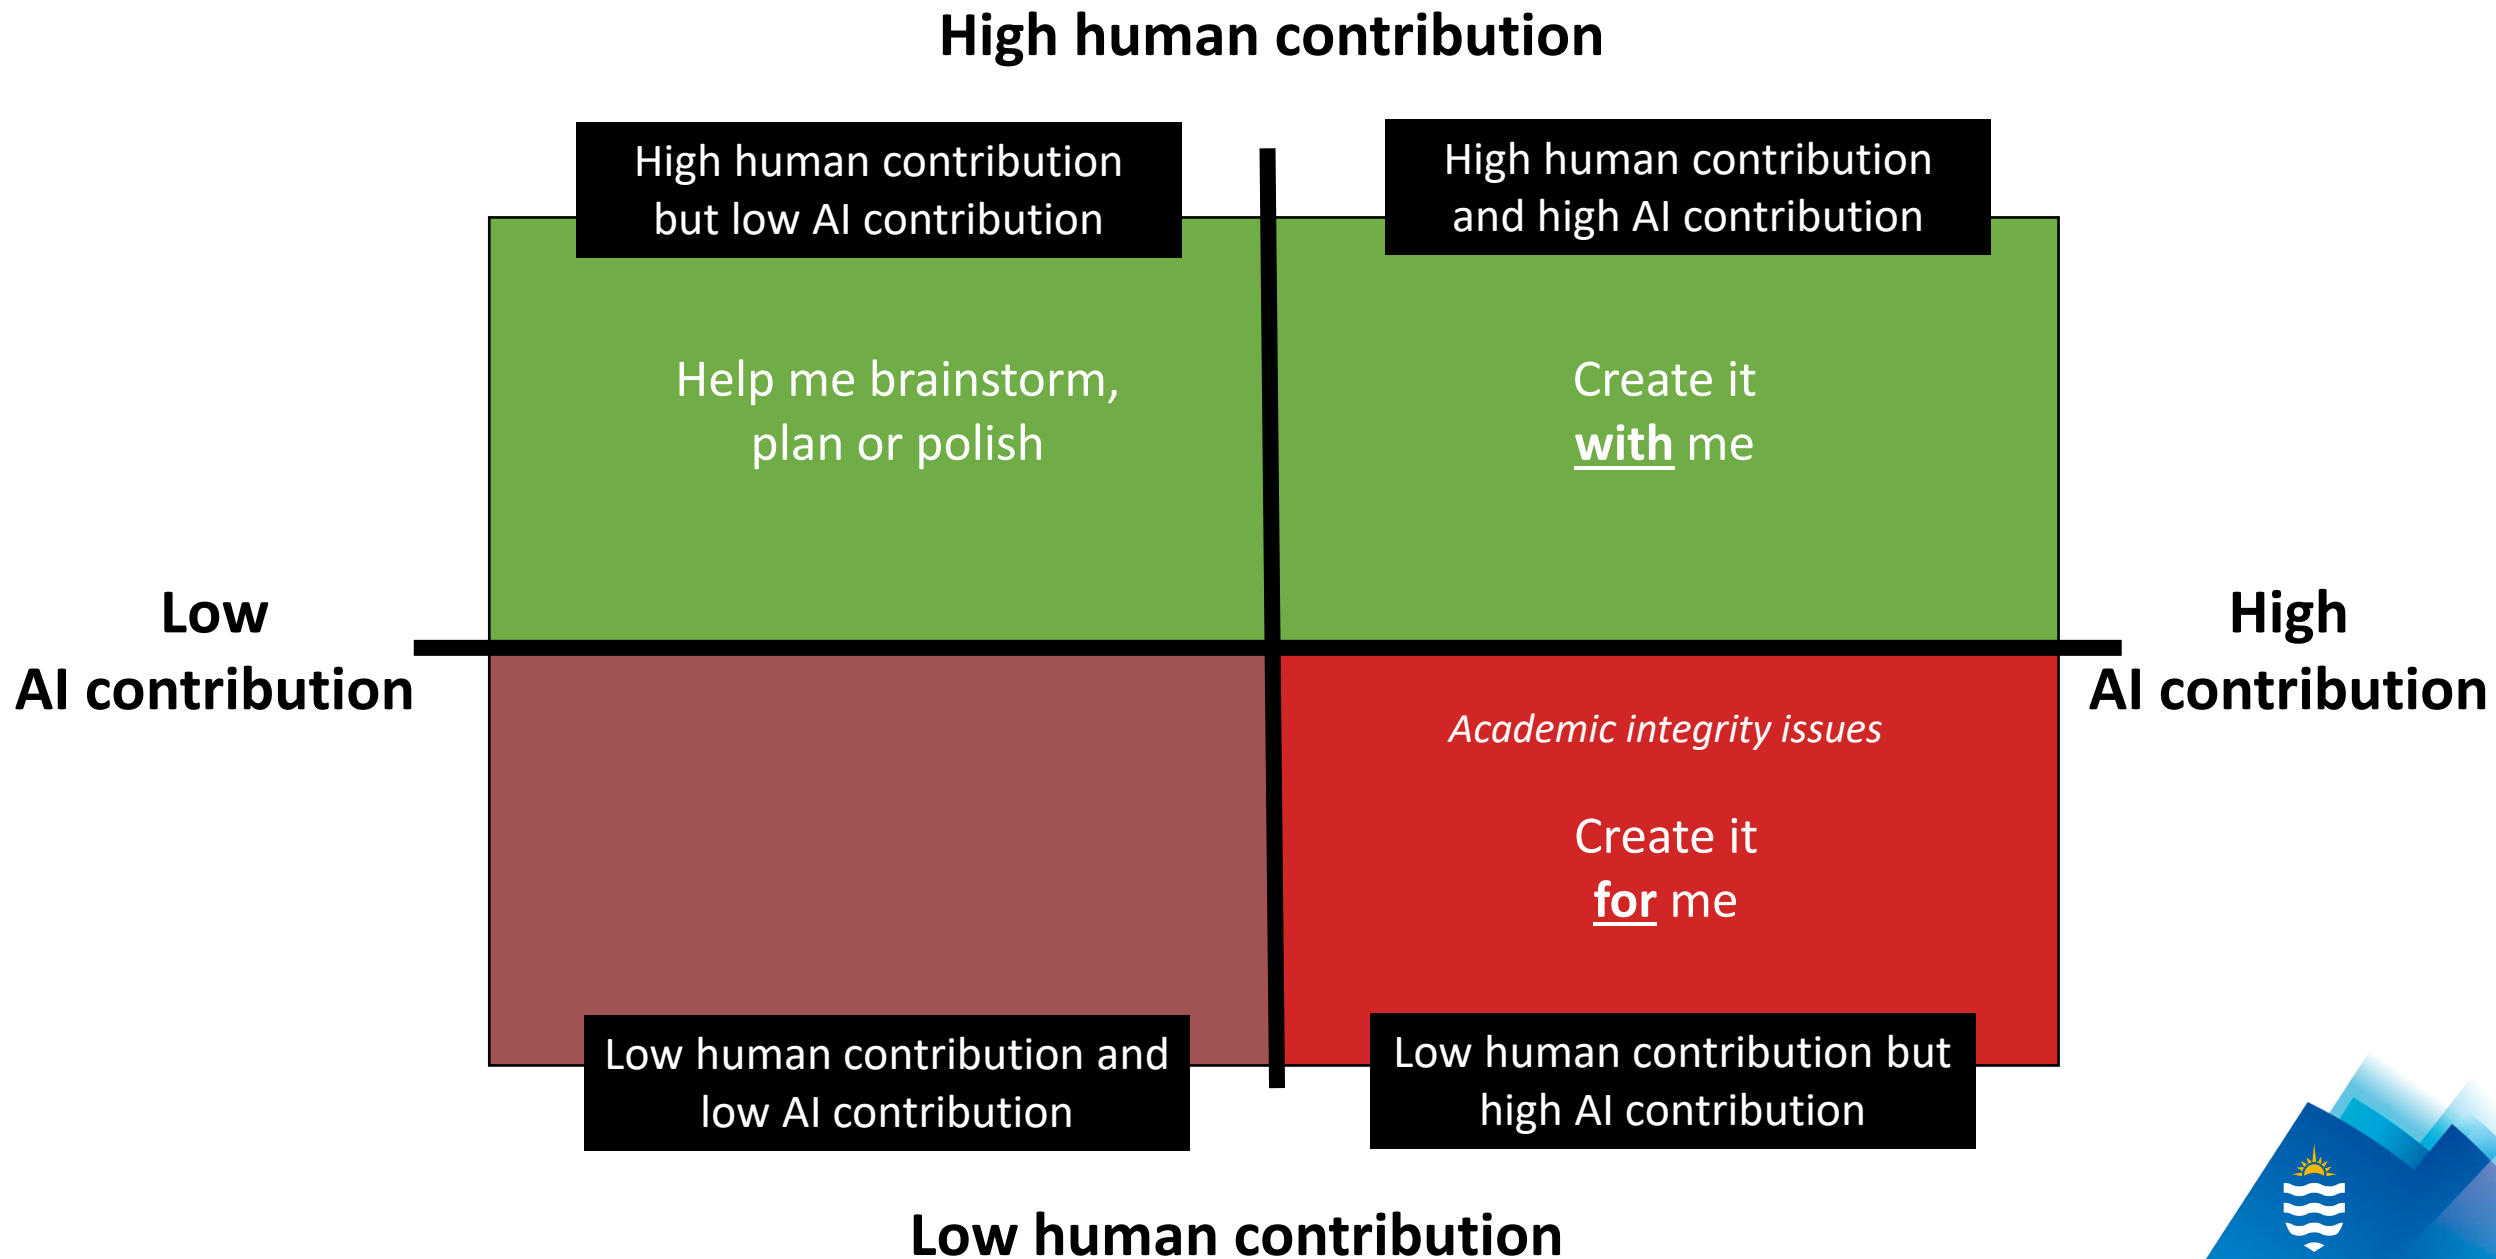 High human contribution
High human contribution
but low AI contribution
High human contribution
and high AI contribution
Help me brainstorm,
plan or polish
Create it
with me
Low
AI contribution
High
AI contribution
Academic integrity issues
Create it
for me
Low human contribution and
low AI contribution
Low human contribution but
high AI contribution
Low human contribution